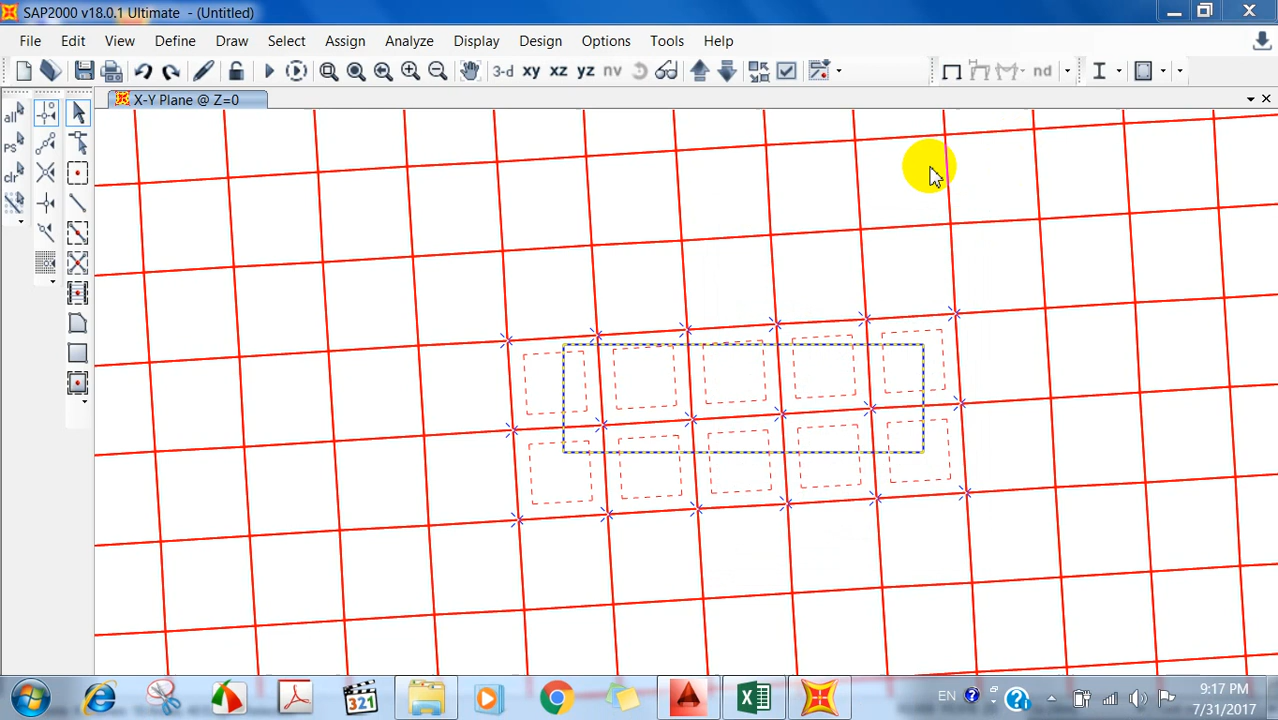 SAP2000 v18.0.1 Ultimate - (Untitled)
File Edit View Define Draw Select Assign Analyze Display Design Options Tools Help
3-d xy xz yz nv nd
all
PS
clr
X-Y Plane @ Z=0
321
EN
9:17 PM
7/31/2017